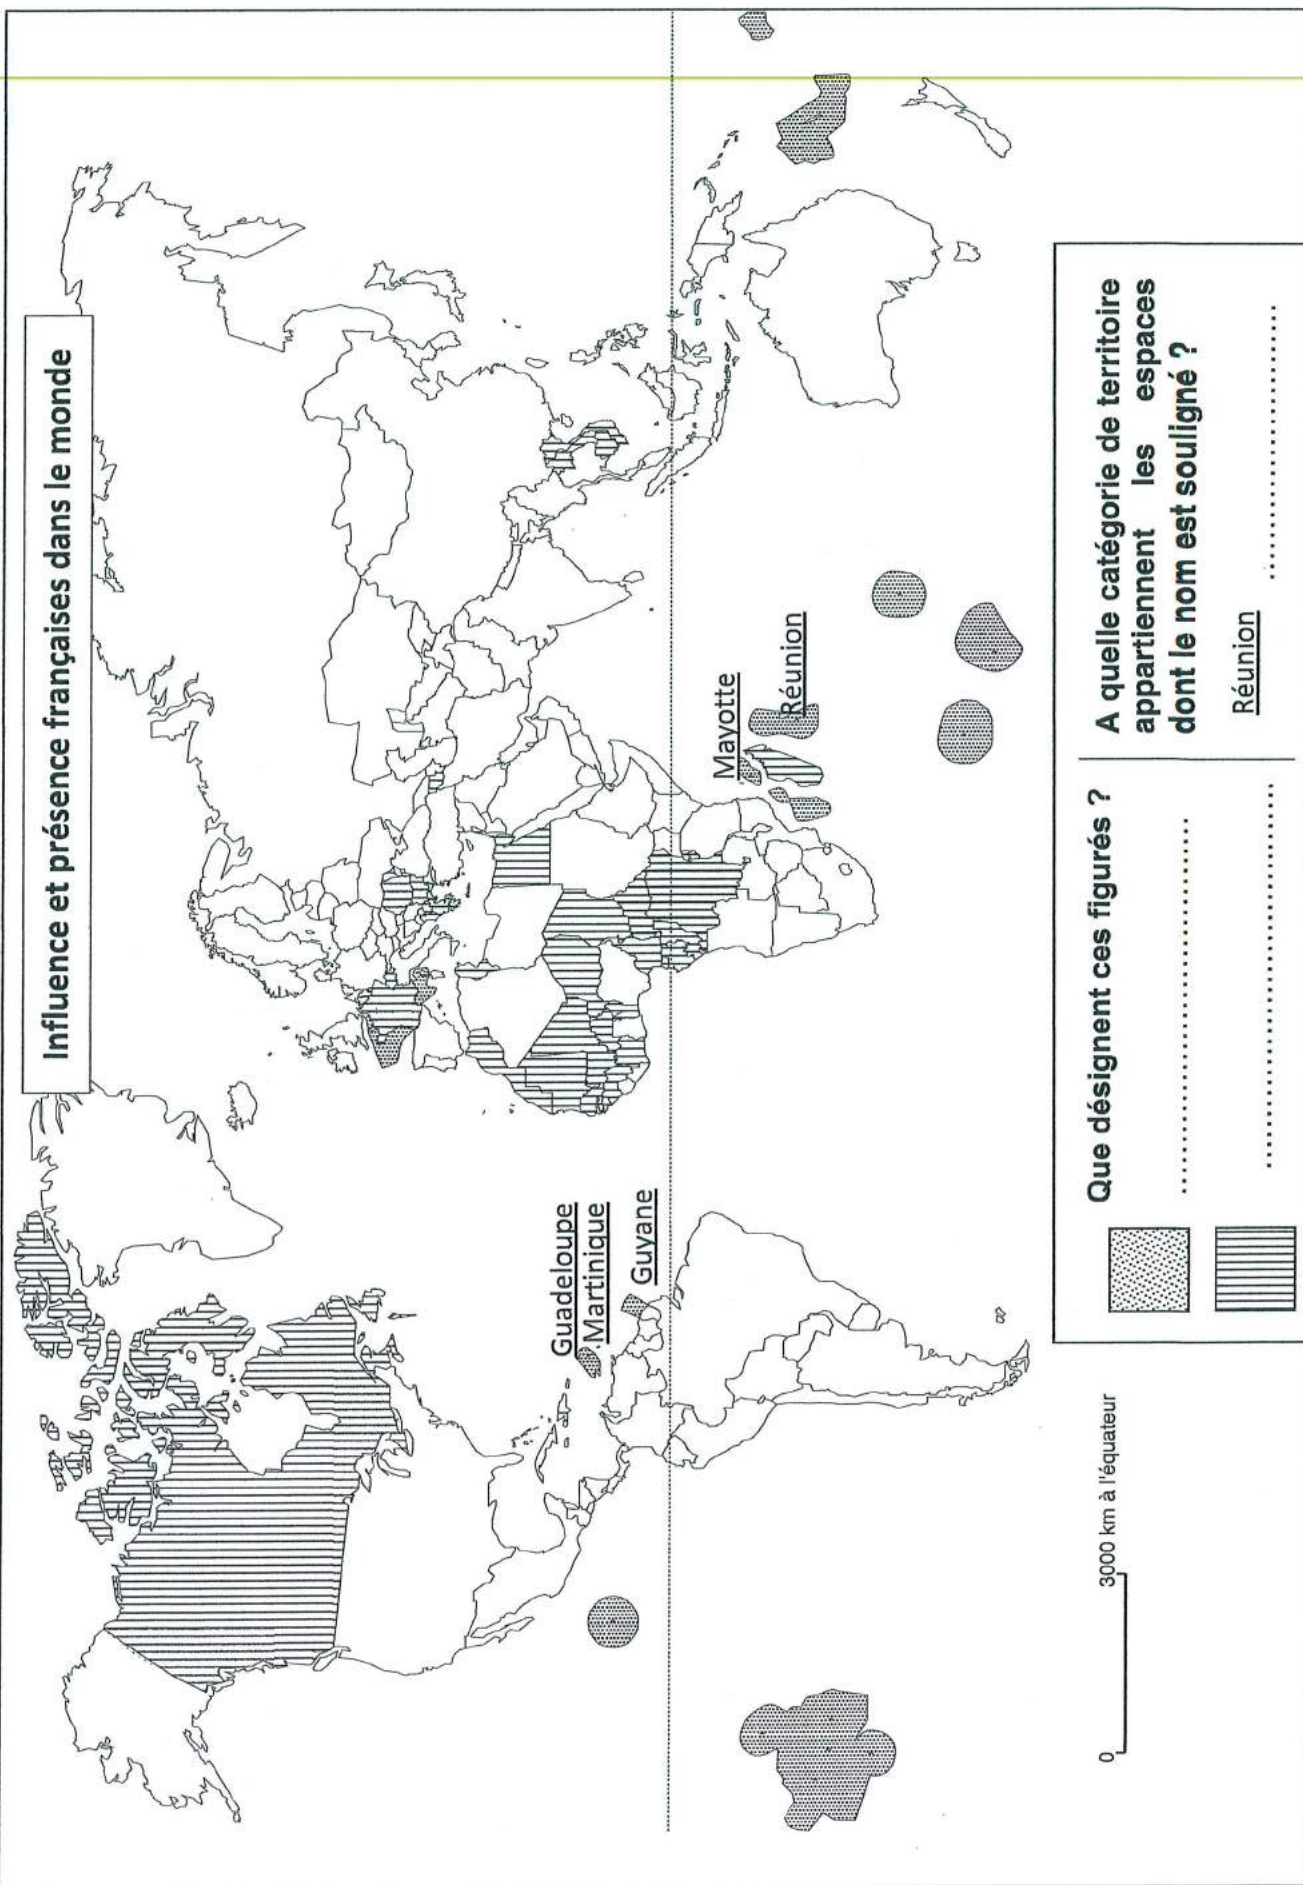 Influence et présence françaises dans le monde
Guadeloupe
Martinique
Guyane
Mayotte
Réunion
0
3000 km à l'équateur
Que désignent ces figurés ?
................................
................................
A quelle catégorie de territoire
appartiennent les espaces
dont le nom est souligné ?
Réunion ........................